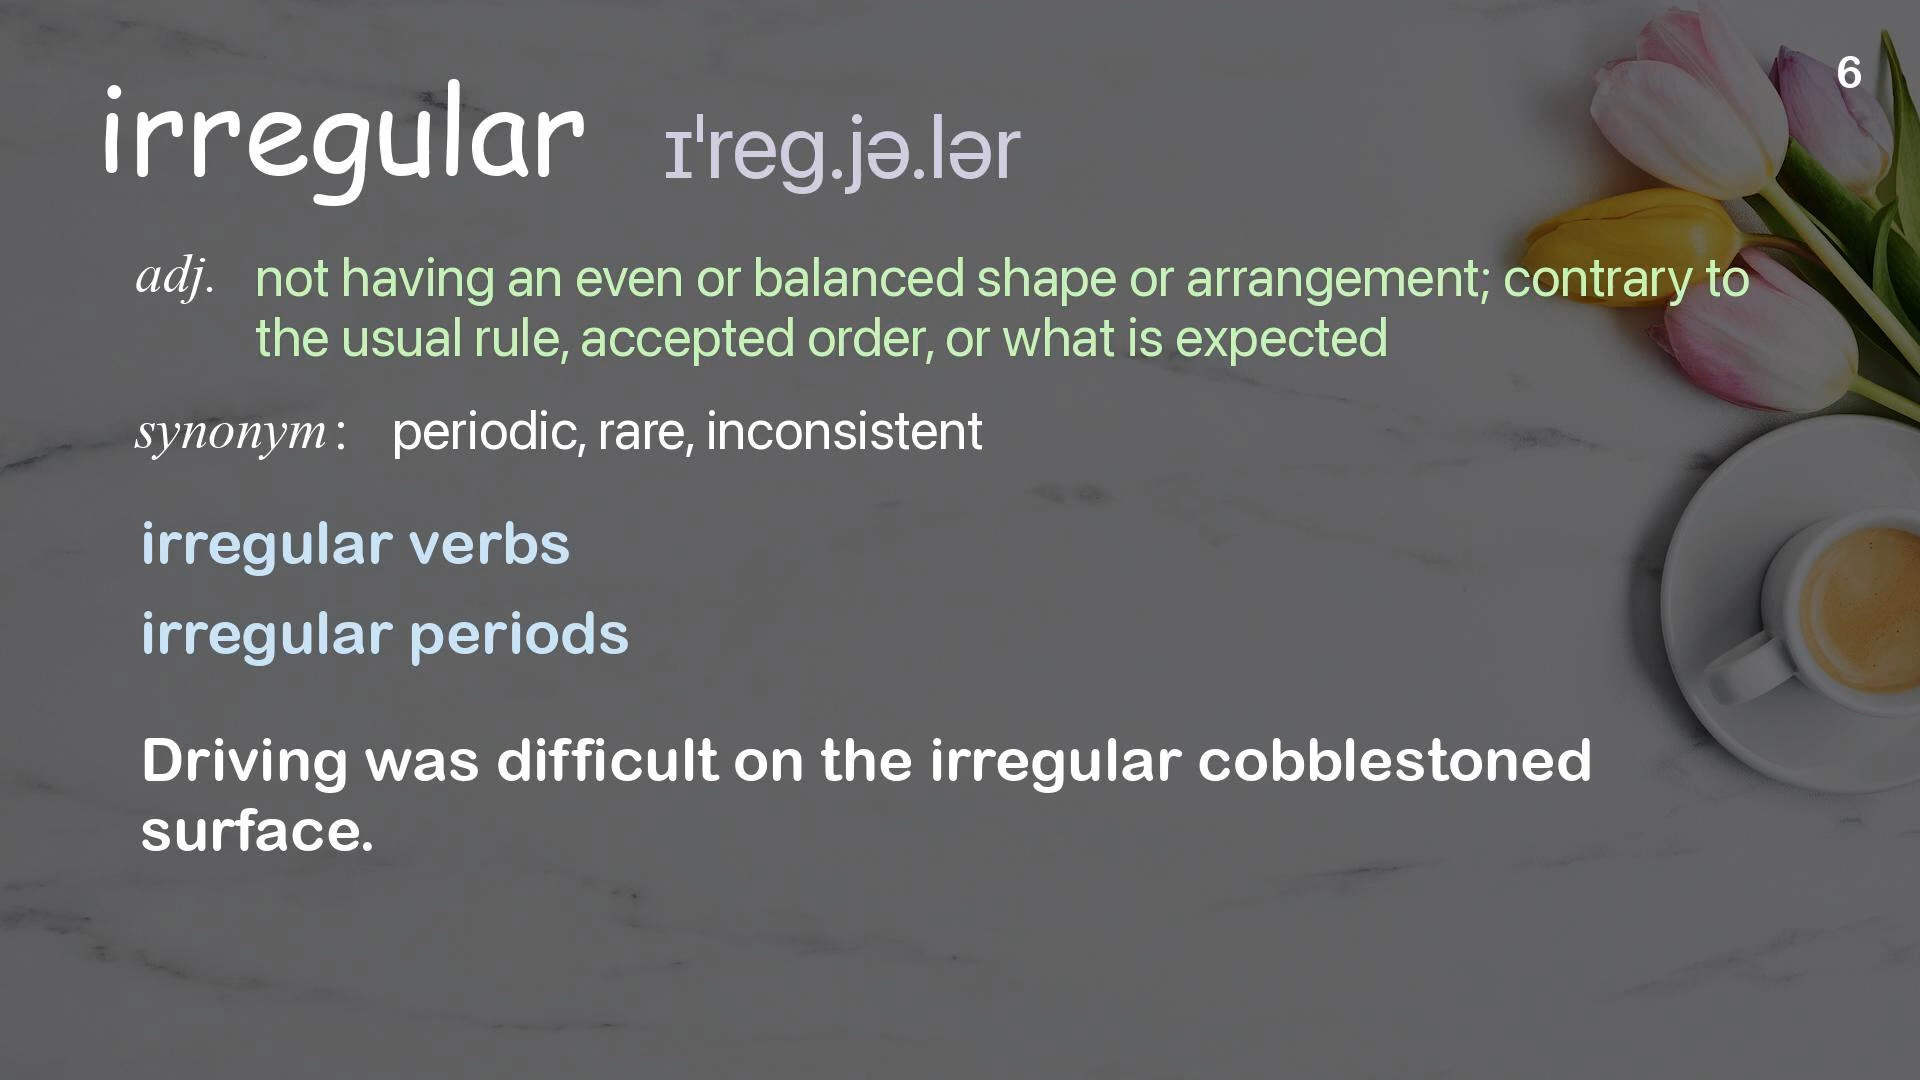 6
irregular ɪˈreg.jə.lər
adj. not having an even or balanced shape or arrangement; contrary to
the usual rule, accepted order, or what is expected
synonym: periodic, rare, inconsistent
irregular verbs
irregular periods
Driving was difficult on the irregular cobblestoned
surface.